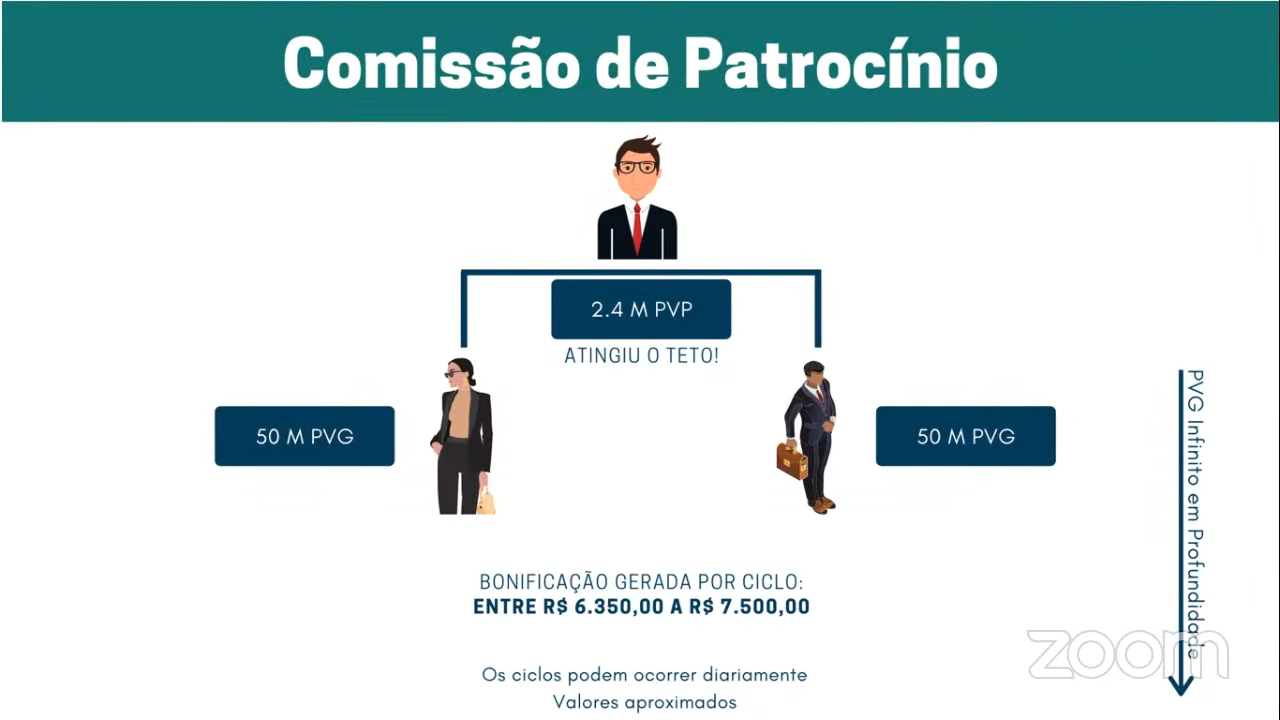 Comissão de Patrocínio
2.4 M PVP
ATINGIU O TETO!
50 M PVG
50 M PVG
PVG Infinito em Profundidade
BONIFICAÇÃO GERADA POR CICLO:
ENTRE R$ 6.350,00 A R$ 7.500,00
Os ciclos podem ocorrer diariamente
Valores aproximados
zoom